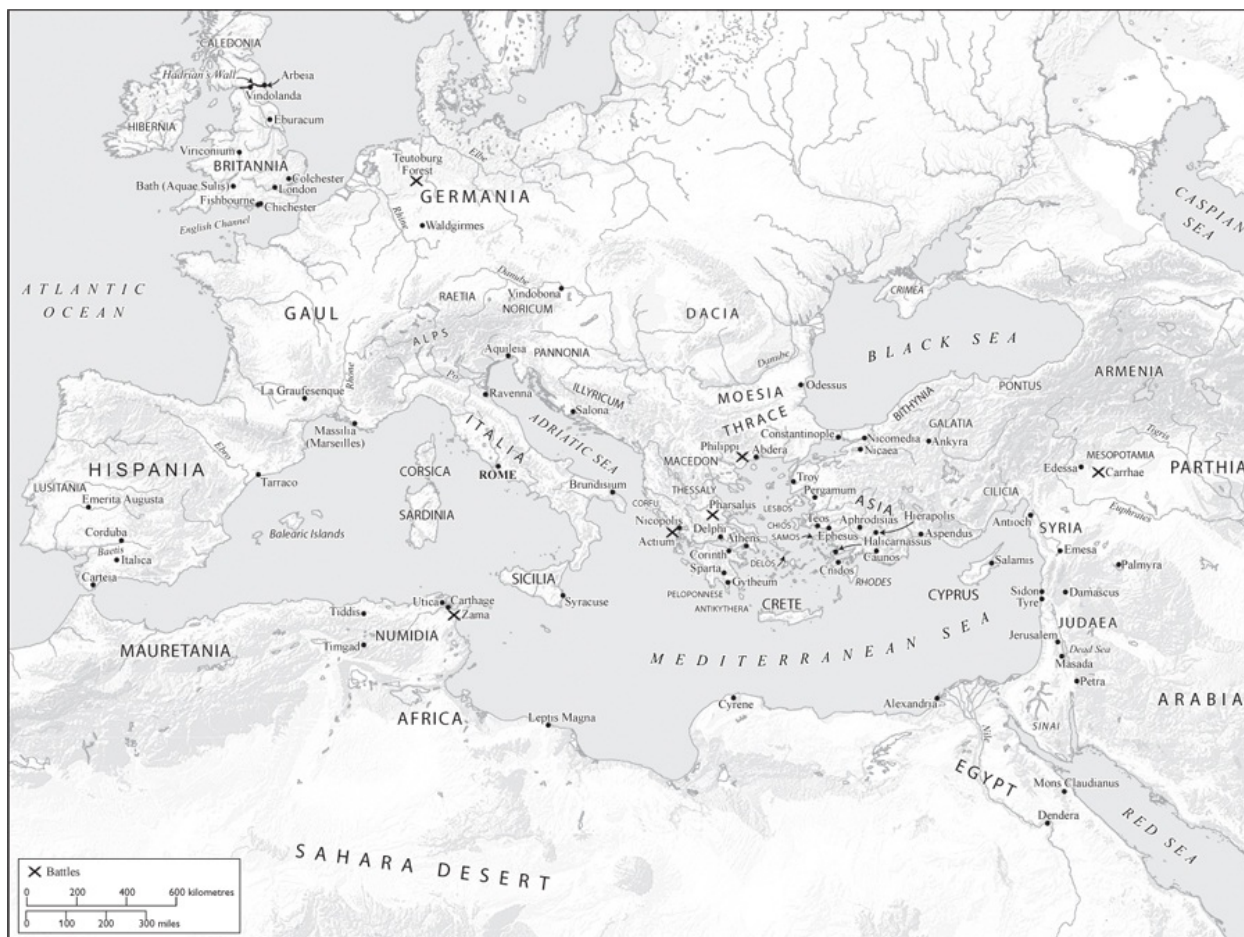 CALEDONIA
Hadrian's Wall
Arbeia
Vindolanda
HIBERNIA
Eburacum
Viriconium
BRITANNIA
Colchester
Bath (Aquae Sulis)
London
Fishbourne
Chichester
English Channel
Teutoburg
Forest
Elbe
GERMANIA
Rhine
Waldgirmes
CASPIAN
SEA
ATLANTIC
OCEAN
GAUL
Danube
RAETIA
Vindobona
NORICUM
ALPS
DACIA
CRIMEA
BLACK SEA
Aquileia
PANNONIA
Danube
Rhône
Po
La Graufesenque
Ravenna
ILLYRICUM
Salona
MOESIA
Odessus
THRACE
BITHYNIA
PONTUS
ARMENIA
Massilia
(Marseilles)
ITALIA
ADRIATIC SEA
Constantinople
Nicomedia
Nicaea
GALATIA
Ankyra
Tigris
Ebro
HISPANIA
CORSICA
ROME
Philippi
Abdera
MACEDON
MESOPOTAMIA
Edessa
Carrhae
PARTHIA
Tarraco
LUSITANIA
Emerita Augusta
Brundisium
THESSALY
Troy
Pergamum
CILICIA
Euphrates
SARDINIA
CORFU
Pharsalus
LESBOS
ASIA
Balearic Islands
Nicopolis
Actium
Delphi
Athens
CHIOS
SAMOS
Teos
Ephesus
Aphrodisias
Hierapolis
Halicarnassus
Aspendus
Antioch
SYRIA
Corduba
Baetis
Italica
Carteia
Corinth
Sparta
DELOS
Cnidos
Caunos
Salamis
Emesa
Palmyra
SICILIA
Gytheum
RHODES
PELOPONNESE
ANTIKYTHERA
CRETE
CYPRUS
Sidon
Tyre
Damascus
Tiddis
Utica
Carthage
Zama
Syracuse
MAURETANIA
Timgad
NUMIDIA
MEDITERRANEAN SEA
JUDAEA
Jerusalem
Dead Sea
Masada
Petra
AFRICA
Leptis Magna
Cyrene
Alexandria
Nile
SINAI
ARABIA
EGYPT
Mons Claudianus
Dendera
RED SEA
SAHARA DESERT
Battles
0 200 400 600 kilometres
0 100 200 300 miles